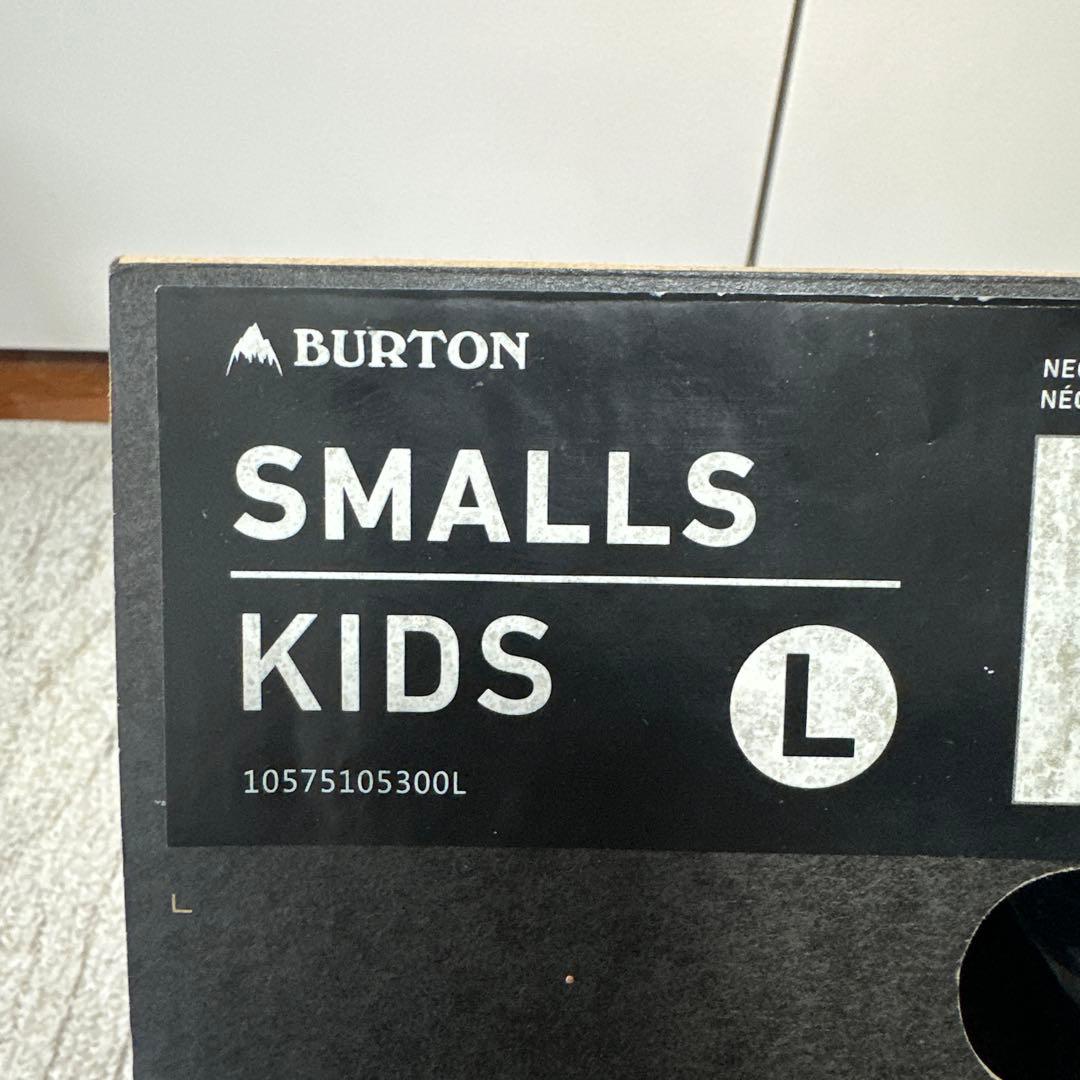 BURTON
SMALLS
KIDS
L
10575105300L